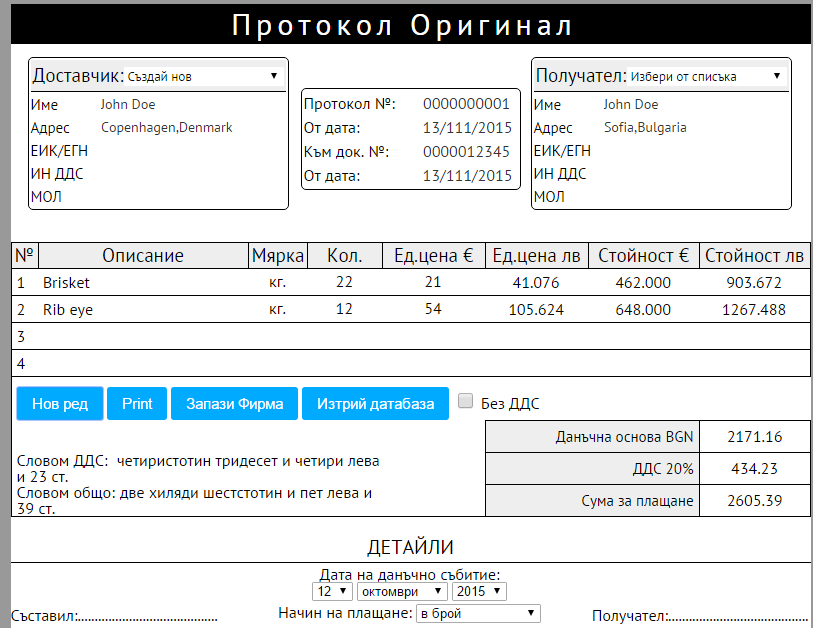 Протокол Оригинал
Доставчик: Създай нов
Име John Doe
Адрес Copenhagen,Denmark
ЕИК/ЕГН
ИН ДДС
МОЛ
Протокол №: 0000000001
От дата: 13/111/2015
Към док. №: 0000012345
От дата: 13/111/2015
Получател: Избери от списъка
Име John Doe
Адрес Sofia,Bulgaria
ЕИК/ЕГН
ИН ДДС
МОЛ
№ Описание Мярка Кол. Ед.цена € Ед.цена лв Стойност € Стойност лв
1 Brisket кг. 22 21 41.076 462.000 903.672
2 Rib eye кг. 12 54 105.624 648.000 1267.488
3
4
Нов ред Print Запази Фирма Изтрий датабаза Без ДДС
Данъчна основа BGN 2171.16
ДДС 20% 434.23
Сума за плащане 2605.39
Словом ДДС: четиристотин тридесет и четири лева
и 23 ст.
Словом общо: две хиляди шестстотин и пет лева и
39 ст.
ДЕТАЙЛИ
Дата на данъчно събитие:
12 октомври 2015
Съставил:....................................... Начин на плащане: в брой Получател:.......................................